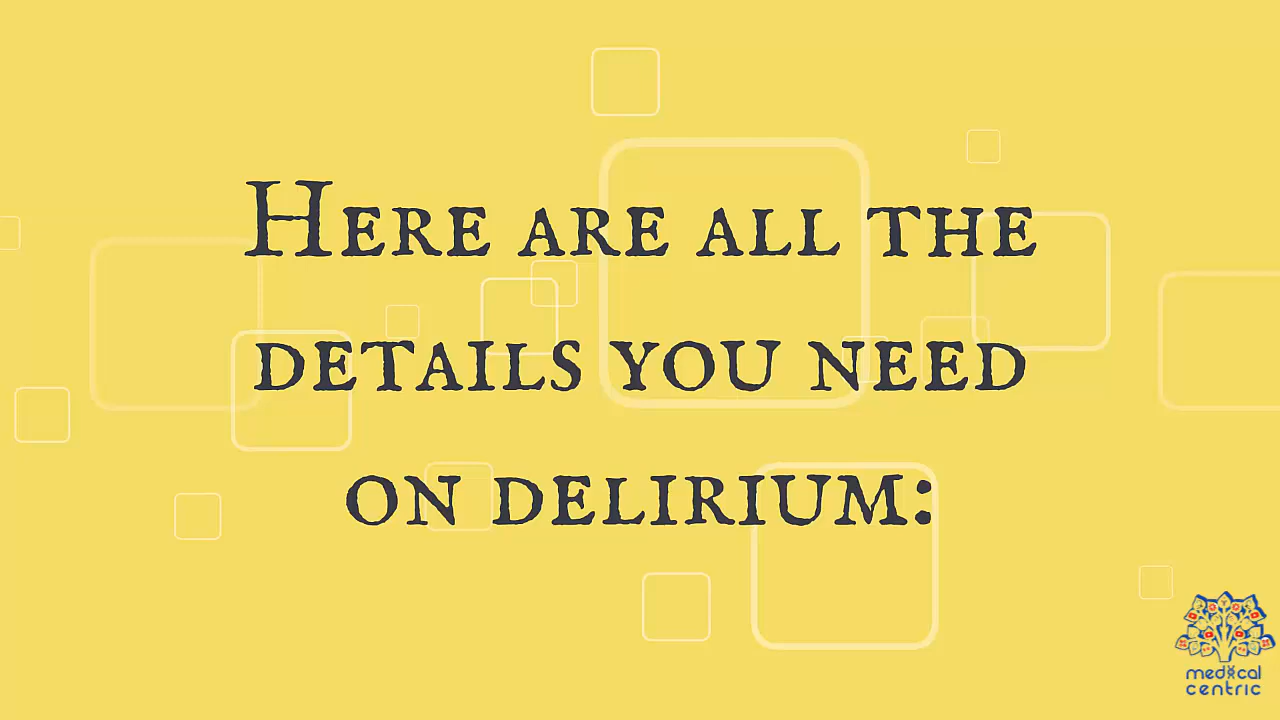 Here are all the
details you need
on delirium:
medical
centric